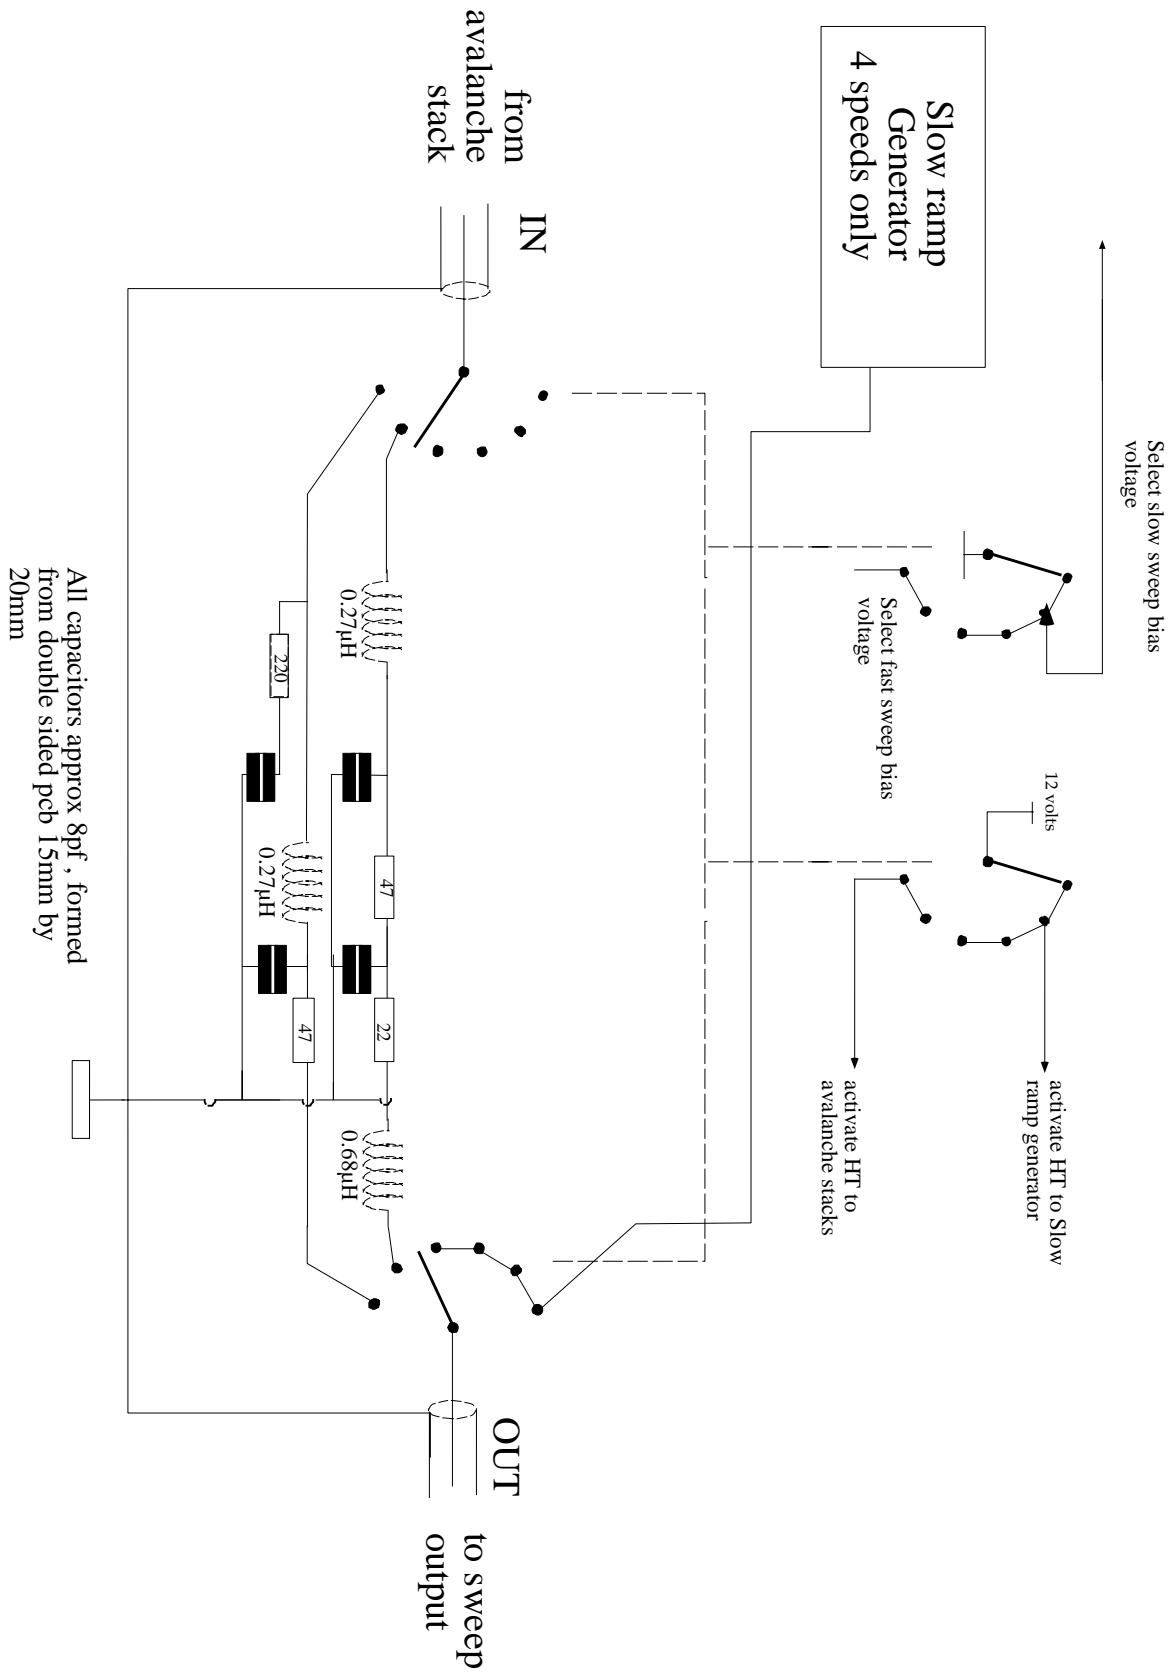 Select slow sweep bias
voltage
Slow ramp
Generator
4 speeds only
12 volts
activate HT to Slow
ramp generator
Select fast sweep bias
voltage
activate HT to
avalanche stacks
IN
from
avalanche
stack
OUT
to sweep
output
0.27µH
47
22
0.68µH
220
0.27µH
47
All capacitors approx 8pf , formed
from double sided pcb 15mm by
20mm